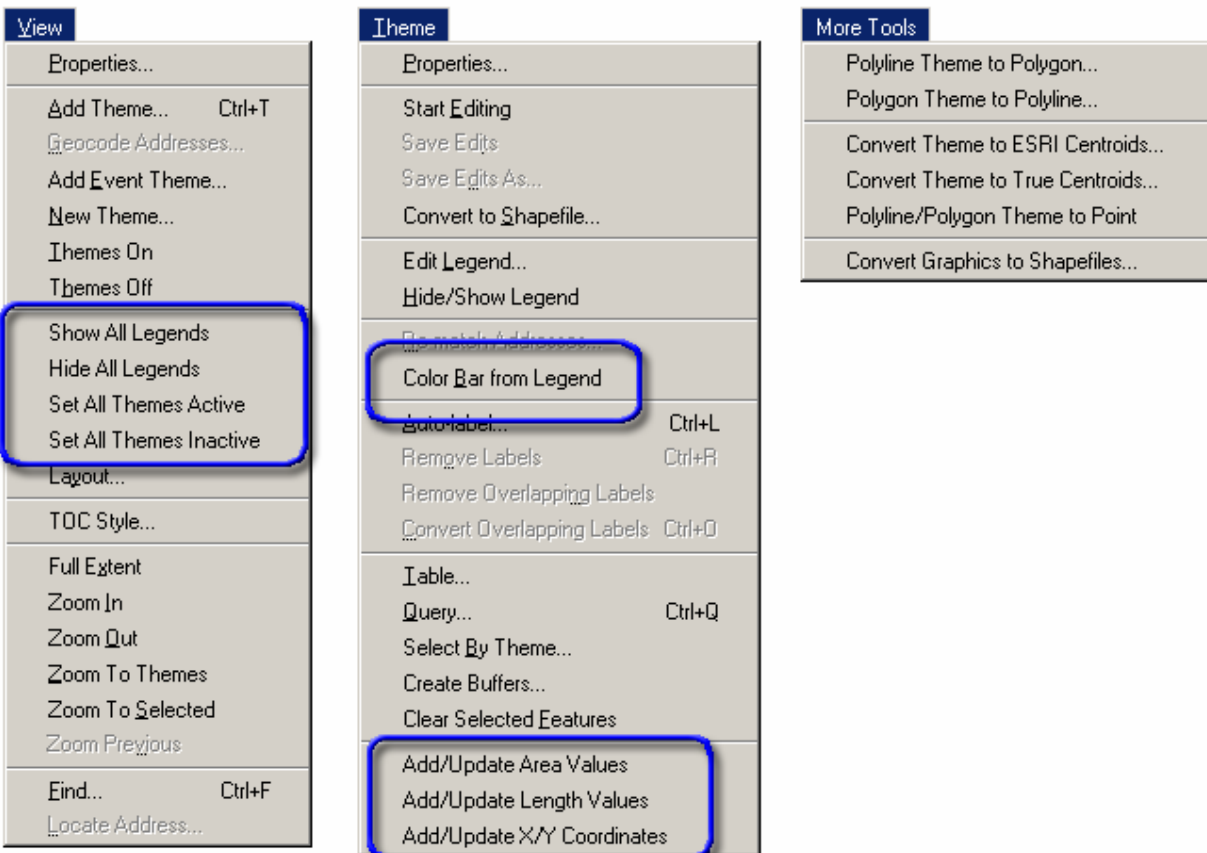 View
Properties...
Add Theme... Ctrl+T
Geocode Addresses...
Add Event Theme...
New Theme...
Themes On
Themes Off
Show All Legends
Hide All Legends
Set All Themes Active
Set All Themes Inactive
Layout...
TOC Style...
Full Extent
Zoom In
Zoom Out
Zoom To Themes
Zoom To Selected
Zoom Previous
Find... Ctrl+F
Locate Address...
Theme
Properties...
Start Editing
Save Edits
Save Edits As...
Convert to Shapefile...
Edit Legend...
Hide/Show Legend
Re-match Addresses...
Color Bar from Legend
Auto-label... Ctrl+L
Remove Labels Ctrl+R
Remove Overlapping Labels
Convert Overlapping Labels Ctrl+O
Table...
Query... Ctrl+Q
Select By Theme...
Create Buffers...
Clear Selected Features
Add/Update Area Values
Add/Update Length Values
Add/Update X/Y Coordinates
More Tools
Polyline Theme to Polygon...
Polygon Theme to Polyline...
Convert Theme to ESRI Centroids...
Convert Theme to True Centroids...
Polyline/Polygon Theme to Point
Convert Graphics to Shapefiles...